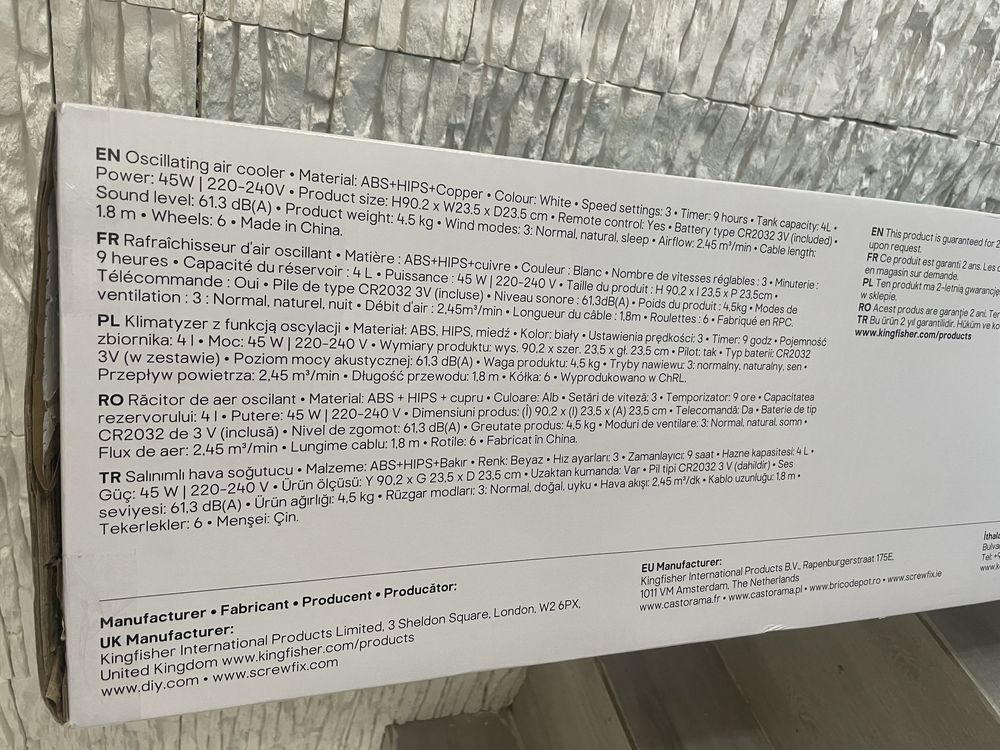 EN Oscillating air cooler • Material: ABS+HIPS+Copper • Colour: White • Speed settings: 3 • Timer: 9 hours • Tank capacity: 4L •
Power: 45W | 220-240V • Product size: H90.2 x W23.5 x D23.5 cm • Remote control: Yes • Battery type CR2032 3V (included) •
Sound level: 61.3 dB(A) • Product weight: 4.5 kg • Wind modes: 3: Normal, natural, sleep • Airflow: 2.45 m³/min • Cable length:
1.8 m • Wheels: 6 • Made in China.
FR Rafraîchisseur d'air oscillant • Matière : ABS+HIPS+cuivre • Couleur : Blanc • Nombre de vitesses réglables : 3 • Minuterie :
9 heures • Capacité du réservoir : 4 L • Puissance : 45 W | 220-240 V • Taille du produit : H 90.2 x l 23.5 x P 23.5cm •
Télécommande : Oui • Pile de type CR2032 3V (incluse) • Niveau sonore : 61,3dB(A) • Poids du produit : 4.5kg • Modes de
ventilation : 3 : Normal, naturel, nuit • Débit d'air : 2,45m³/min • Longueur du câble : 1,8m • Roulettes : 6 • Fabriqué en RPC.
PL Klimatyzer z funkcją oscylacji • Materiał: ABS, HIPS, miedź • Kolor: biały • Ustawienia prędkości: 3 • Timer: 9 godz • Pojemność
zbiornika: 4 l • Moc: 45 W | 220-240 V • Wymiary produktu: wys. 90.2 x szer. 23.5 x gł. 23,5 cm • Pilot: tak • Typ baterii: CR2032
3V (w zestawie) • Poziom mocy akustycznej: 61,3 dB(A) • Waga produktu: 4,5 kg • Tryby nawiewu: 3: normalny, naturalny, sen •
Przepływ powietrza: 2,45 m³/min • Długość przewodu: 1,8 m • Kółka: 6 • Wyprodukowano w ChRL.
RO Răcitor de aer oscilant • Material: ABS + HIPS + cupru • Culoare: Alb • Setări de viteză: 3 • Temporizator: 9 ore • Capacitatea
rezervorului: 4 l • Putere: 45 W | 220-240 V • Dimensiuni produs: (Î) 90.2 x (l) 23.5 x (A) 23.5 cm • Telecomandă: Da • Baterie de tip
CR2032 de 3 V (inclusă) • Nivel de zgomot: 61,3 dB(A) • Greutate produs: 4,5 kg • Moduri de ventilare: 3: Normal, natural, somn •
Flux de aer: 2,45 m³/min • Lungime cablu: 1,8 m • Rotile: 6 • Fabricat în China.
TR Salınımlı hava soğutucu • Malzeme: ABS+HIPS+Bakır • Renk: Beyaz • Hız ayarları: 3 • Zamanlayıcı: 9 saat • Hazne kapasitesi: 4 L •
Güç: 45 W | 220-240 V • Ürün ölçüsü: Y 90.2 x G 23,5 x D 23,5 cm • Uzaktan kumanda: Var • Pil tipi CR2032 3 V (dahildir) • Ses
seviyesi: 61,3 dB(A) • Ürün ağırlığı: 4,5 kg • Rüzgar modları: 3: Normal, doğal, uyku • Hava akışı: 2,45 m³/dk • Kablo uzunluğu: 1,8 m •
Tekerlekler: 6 • Menşei: Çin.
EN This product is guaranteed for 2
upon request.
FR Ce produit est garanti 2 ans. Les
en magasin sur demande.
PL Ten produkt ma 2-letnią gwarancję
w sklepie.
RO Acest produs are garanție 2 ani.
TR Bu ürün 2 yıl garantilidir. Hüküm ve
www.kingfisher.com/products
Manufacturer • Fabricant • Producent • Producător:
UK Manufacturer:
Kingfisher International Products Limited, 3 Sheldon Square, London, W2 6PX,
United Kingdom www.kingfisher.com/products
www.diy.com • www.screwfix.com
EU Manufacturer:
Kingfisher International Products B.V., Rapenburgerstraat 175E,
1011 VM Amsterdam, The Netherlands
www.castorama.fr • www.castorama.pl • www.bricodepot.ro • www.screwfix.ie